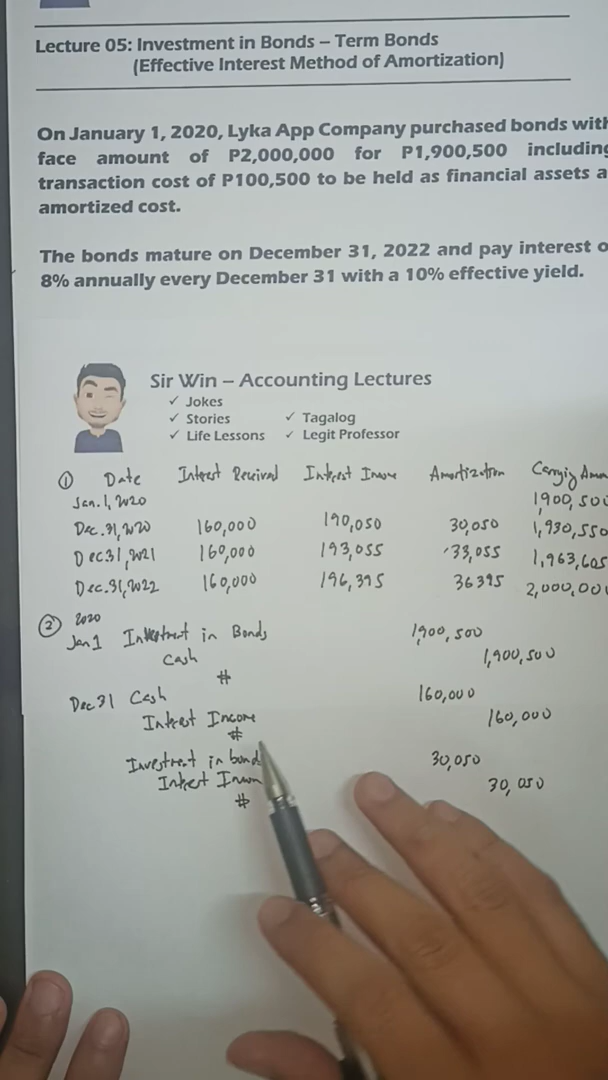 Lecture 05: Investment in Bonds – Term Bonds
(Effective Interest Method of Amortization)
On January 1, 2020, Lyka App Company purchased bonds with
face amount of P2,000,000 for P1,900,500 including
transaction cost of P100,500 to be held as financial assets a
amortized cost.
The bonds mature on December 31, 2022 and pay interest o
8% annually every December 31 with a 10% effective yield.
Sir Win – Accounting Lectures
✓ Jokes
✓ Stories ✓ Tagalog
✓ Life Lessons ✓ Legit Professor
① Date Interest Received Interest Income Amortization Carrying Amo
Jan. 1, 2020 1,900,500
Dec. 31, 2020 160,000 190,050 30,050 1,930,550
Dec 31, 2021 160,000 193,055 33,055 1,963,605
Dec. 31, 2022 160,000 196,395 36395 2,000,00
② 2020
Jan 1 Investment in Bonds 1,900,500
Cash 1,900,500
#
Dec 31 Cash 160,000
Interest Income 160,000
#
Investment in bond 30,050
Interest Incom 30,050
#